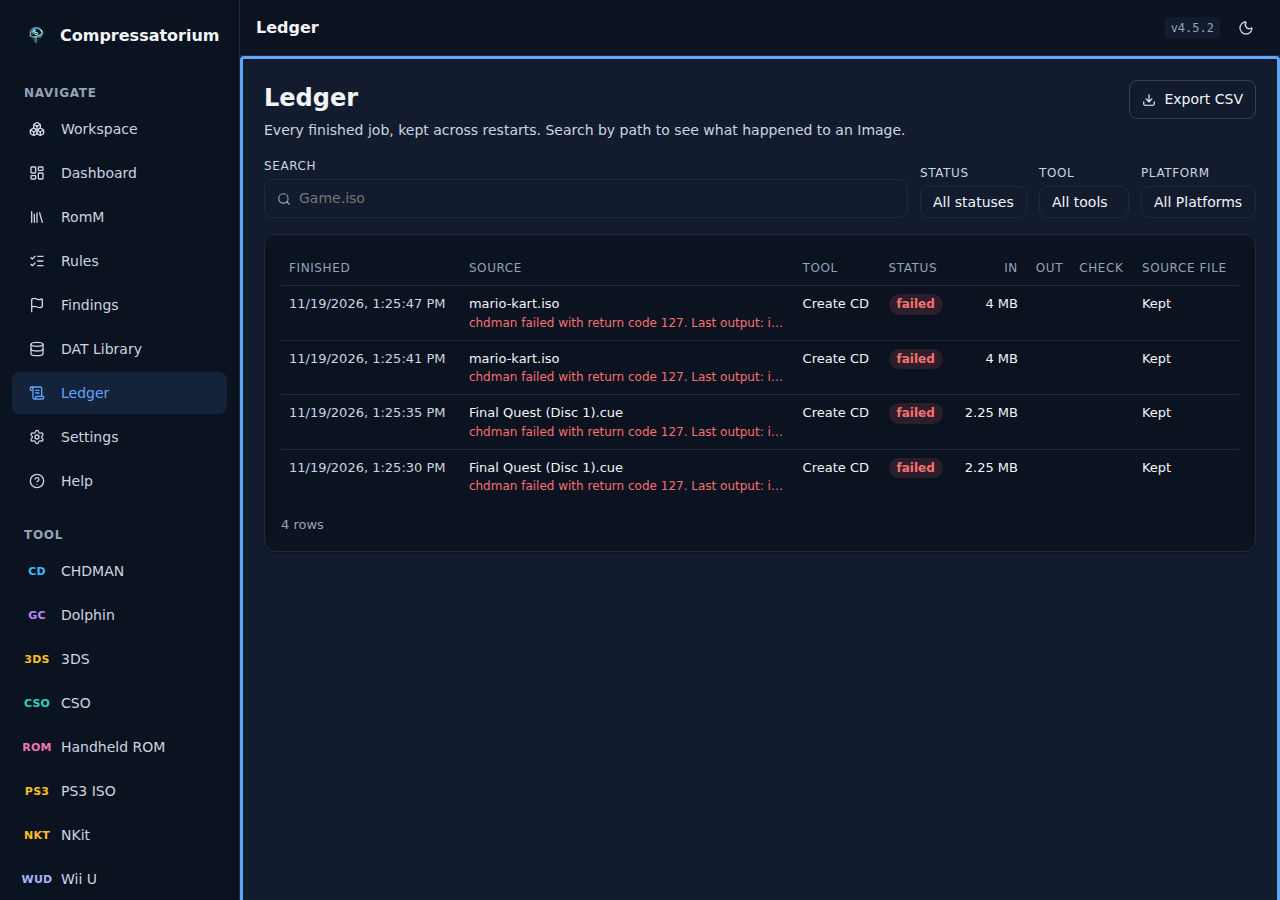 Compressatorium
Ledger
v4.5.2
NAVIGATE
Workspace
Dashboard
RomM
Rules
Findings
DAT Library
Ledger
Settings
Help
TOOL
CD CHDMAN
GC Dolphin
3DS 3DS
CSO CSO
ROM Handheld ROM
PS3 PS3 ISO
NKT NKit
WUD Wii U
Ledger
Export CSV
Every finished job, kept across restarts. Search by path to see what happened to an Image.
SEARCH
Game.iso
STATUS
All statuses
TOOL
All tools
PLATFORM
All Platforms
FINISHED SOURCE TOOL STATUS IN OUT CHECK SOURCE FILE
11/19/2026, 1:25:47 PM mario-kart.iso Create CD failed 4 MB Kept
chdman failed with return code 127. Last output: i…
11/19/2026, 1:25:41 PM mario-kart.iso Create CD failed 4 MB Kept
chdman failed with return code 127. Last output: i…
11/19/2026, 1:25:35 PM Final Quest (Disc 1).cue Create CD failed 2.25 MB Kept
chdman failed with return code 127. Last output: i…
11/19/2026, 1:25:30 PM Final Quest (Disc 1).cue Create CD failed 2.25 MB Kept
chdman failed with return code 127. Last output: i…
4 rows